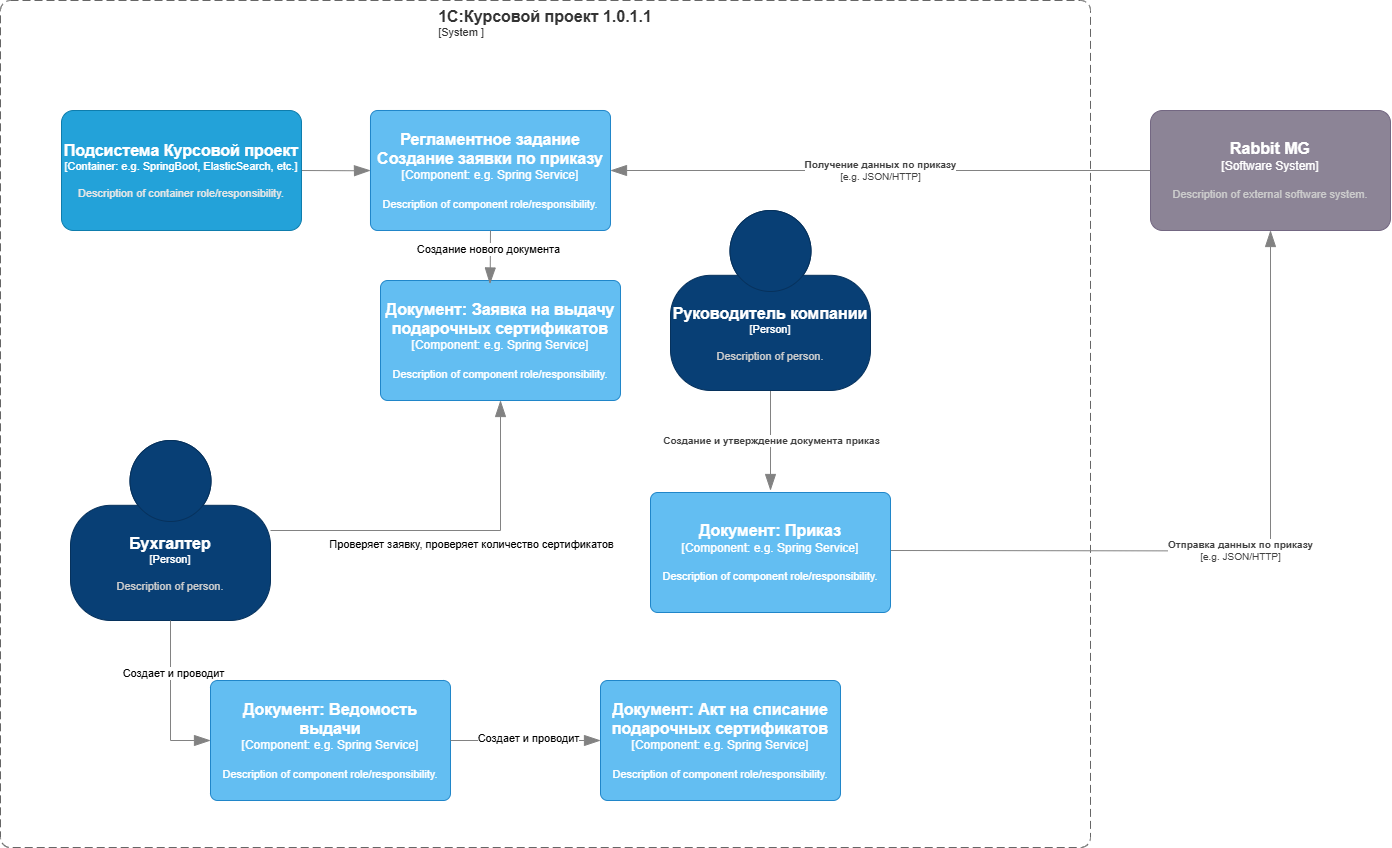 1С:Курсовой проект 1.0.1.1
[System ]
Подсистема Курсовой проект
[Container: e.g. SpringBoot, ElasticSearch, etc.]
Description of container role/responsibility.
Регламентное задание
Создание заявки по приказу
[Component: e.g. Spring Service]
Description of component role/responsibility.
Получение данных по приказу
[e.g. JSON/HTTP]
Rabbit MG
[Software System]
Description of external software system.
Создание нового документа
Документ: Заявка на выдачу
подарочных сертификатов
[Component: e.g. Spring Service]
Description of component role/responsibility.
Руководитель компании
[Person]
Description of person.
Создание и утверждение документа приказ
Бухгалтер
[Person]
Description of person.
Проверяет заявку, проверяет количество сертификатов
Документ: Приказ
[Component: e.g. Spring Service]
Description of component role/responsibility.
Отправка данных по приказу
[e.g. JSON/HTTP]
Создает и проводит
Документ: Ведомость
выдачи
[Component: e.g. Spring Service]
Description of component role/responsibility.
Создает и проводит
Документ: Акт на списание
подарочных сертификатов
[Component: e.g. Spring Service]
Description of component role/responsibility.